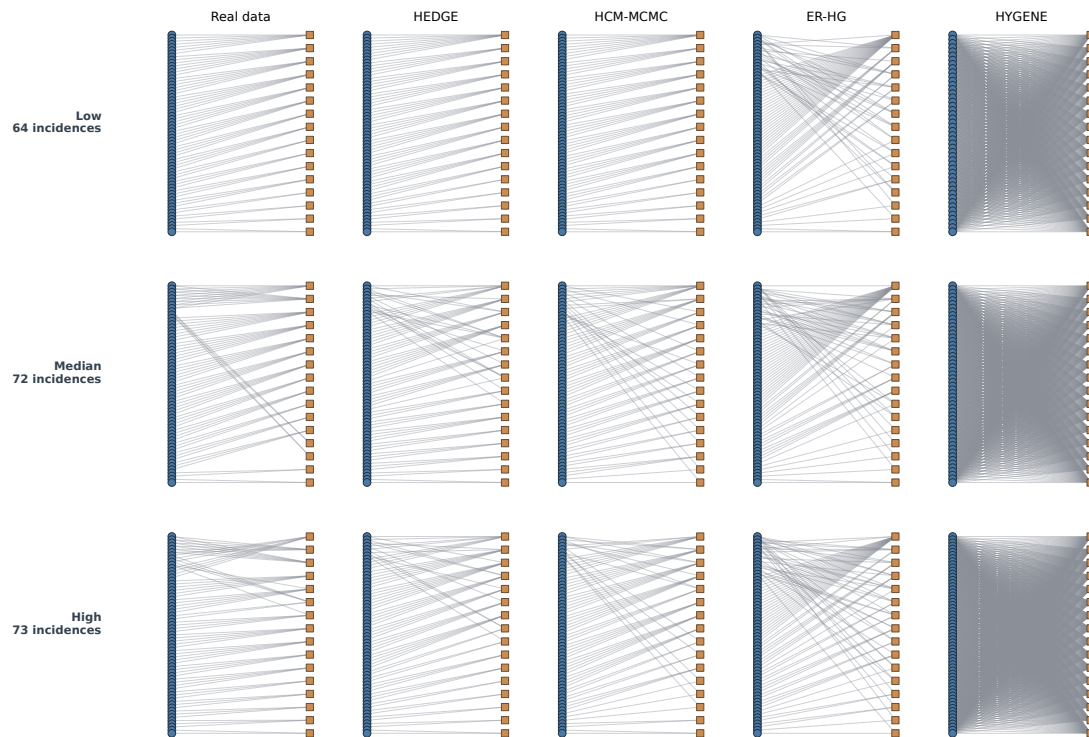 Real data
HEDGE
HCM-MCMC
ER-HG
HYGENE
Low
64 incidences
Median
72 incidences
High
73 incidences